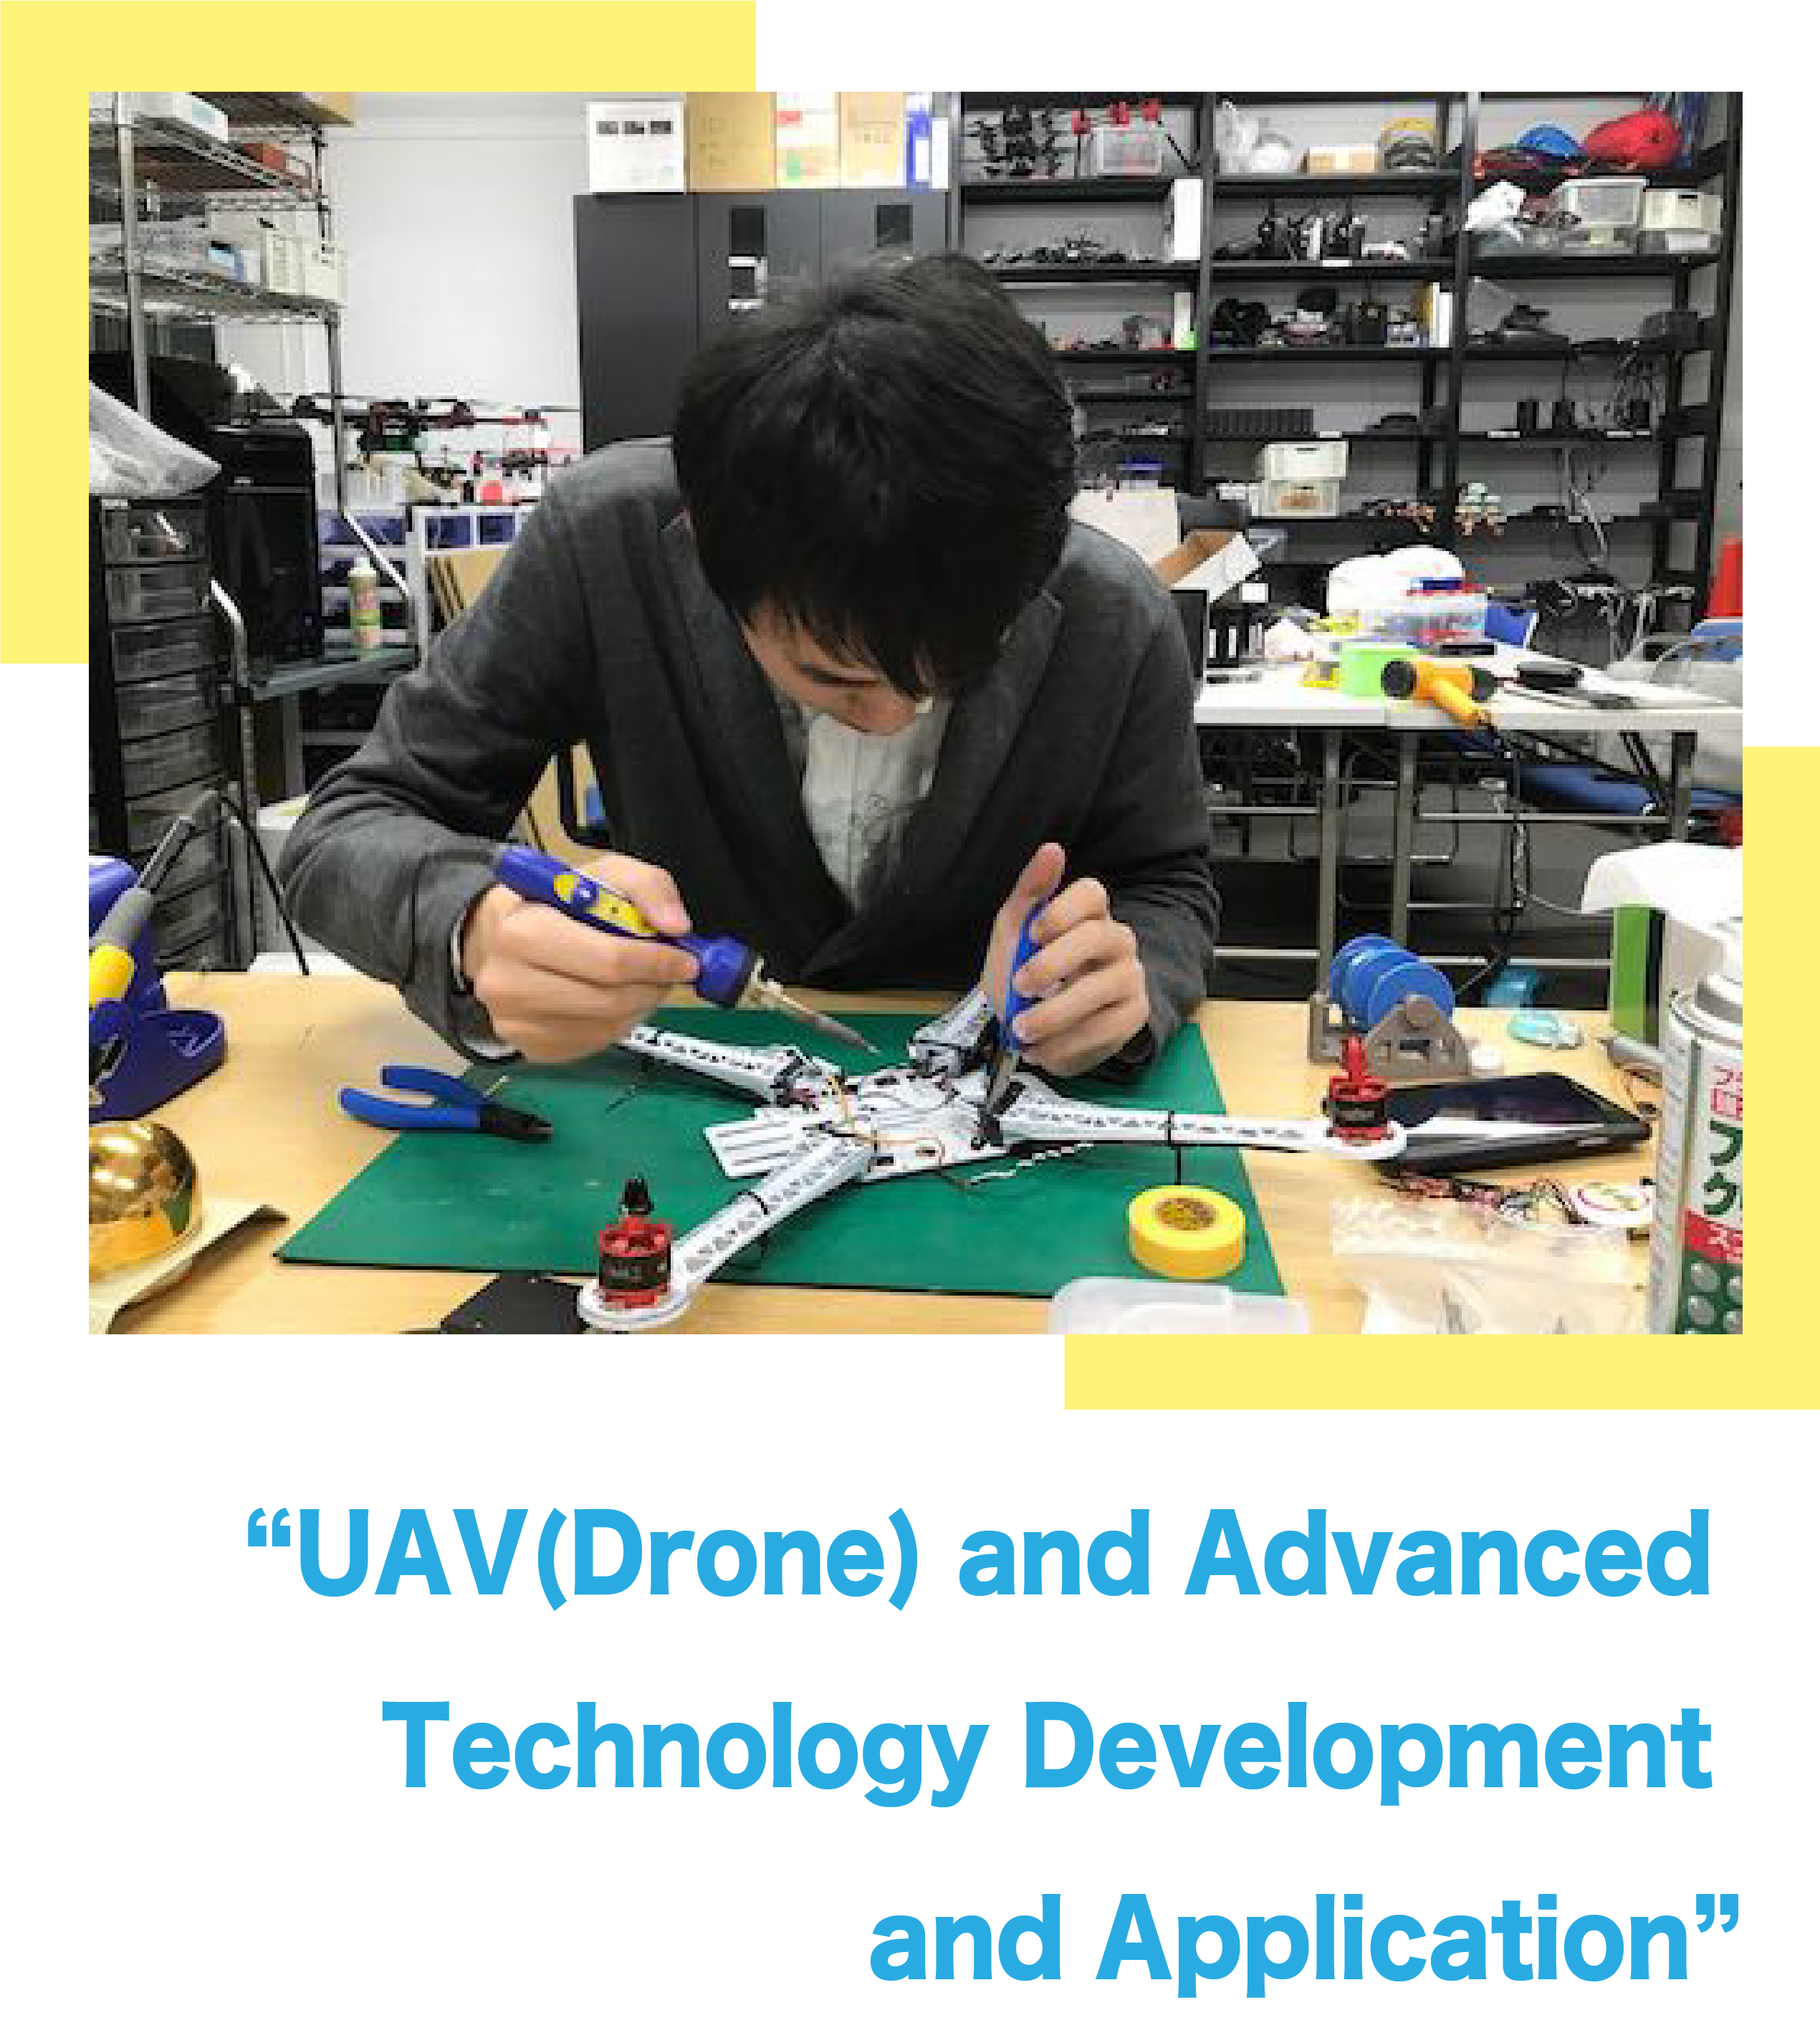 “UAV(Drone) and Advanced
Technology Development
and Application”